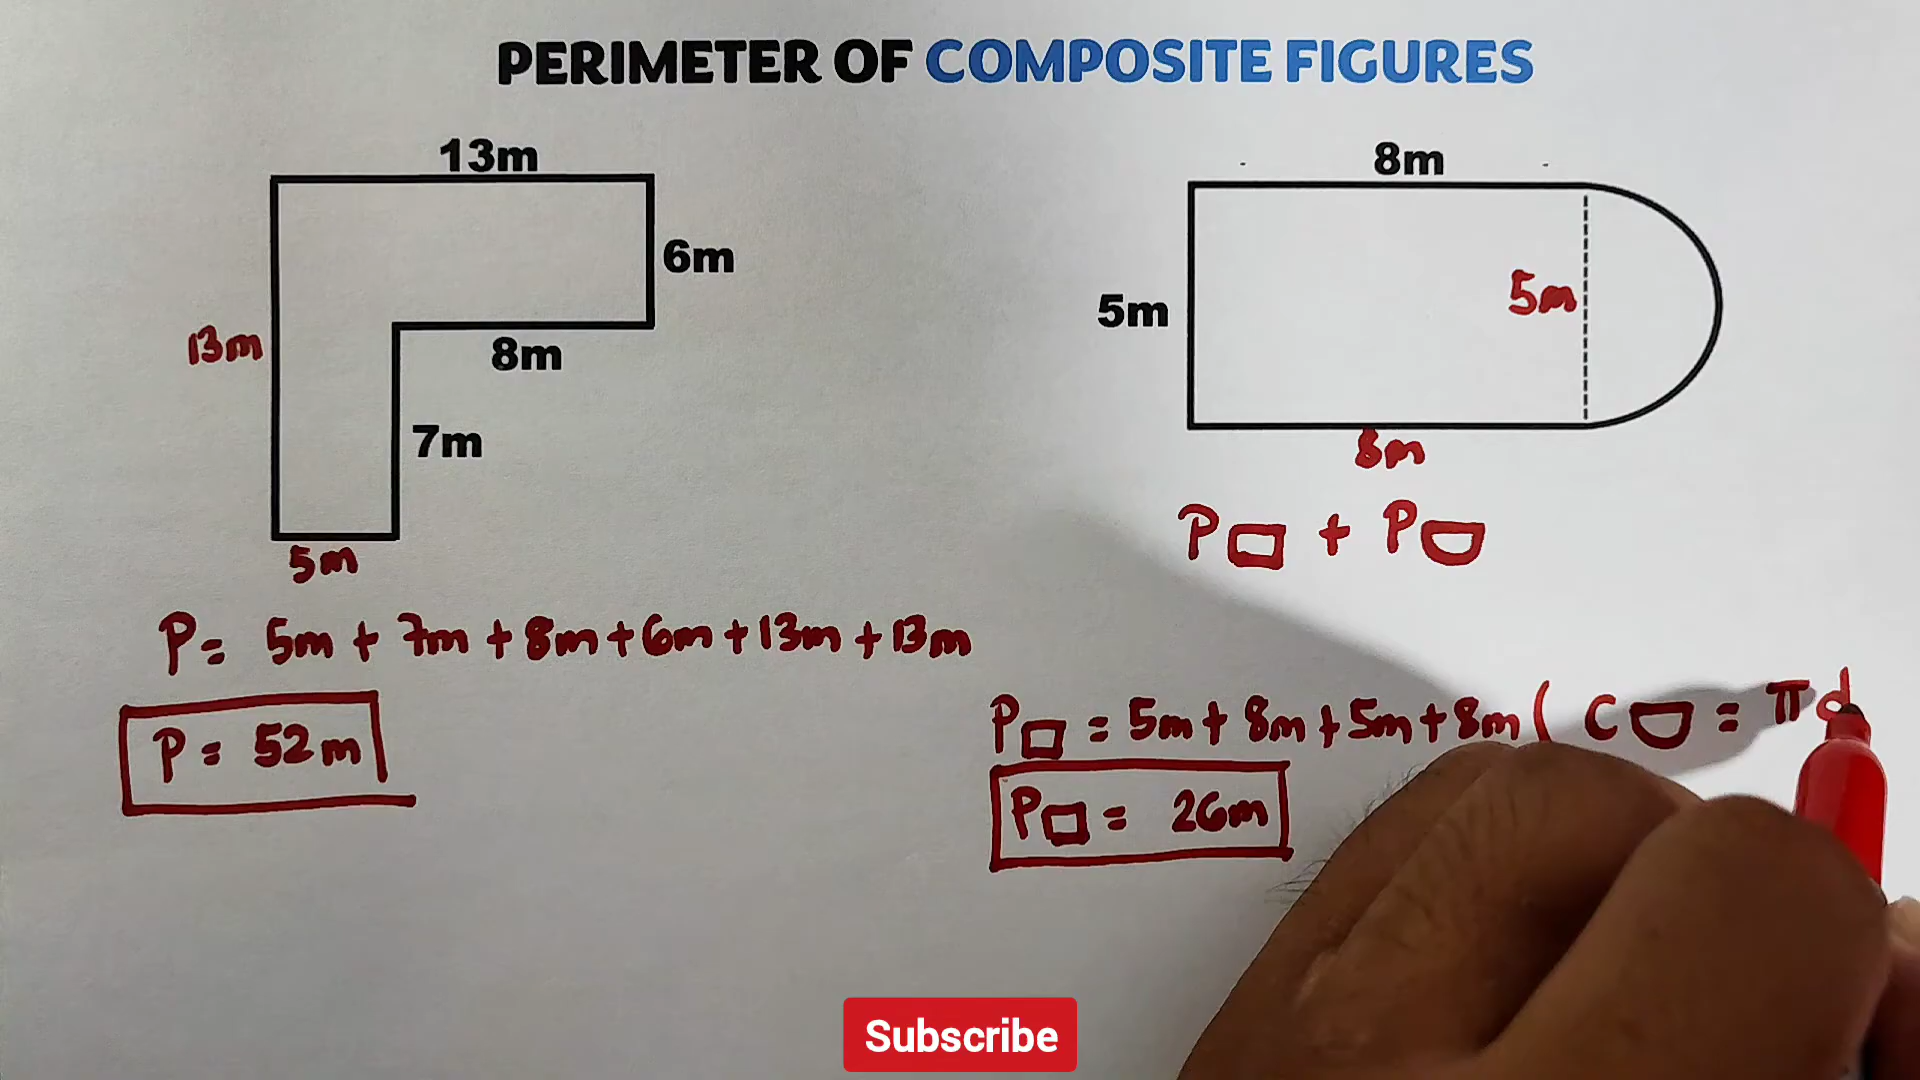 PERIMETER OF COMPOSITE FIGURES
13m
6m
13m
8m
7m
5m
P = 5m + 7m + 8m + 6m + 13m + 13m
P = 52m
8m
5m
5m
8m
P▭ + P◡
P▭ = 5m + 8m + 5m + 8m ( C◡ = πd
P▭ = 26m
Subscribe